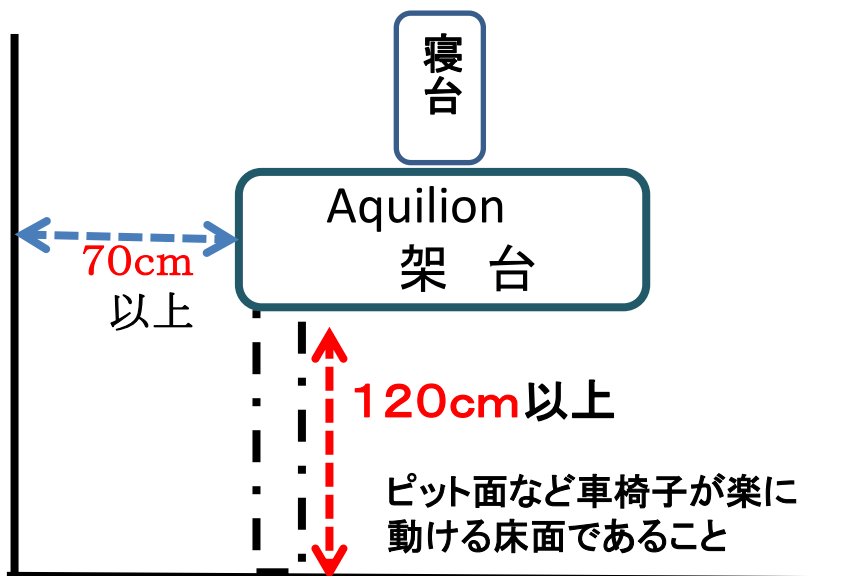 寝台
Aquilion
架　台
70cm
以上
１２０ｃｍ以上
ピット面など車椅子が楽に
動ける床面であること